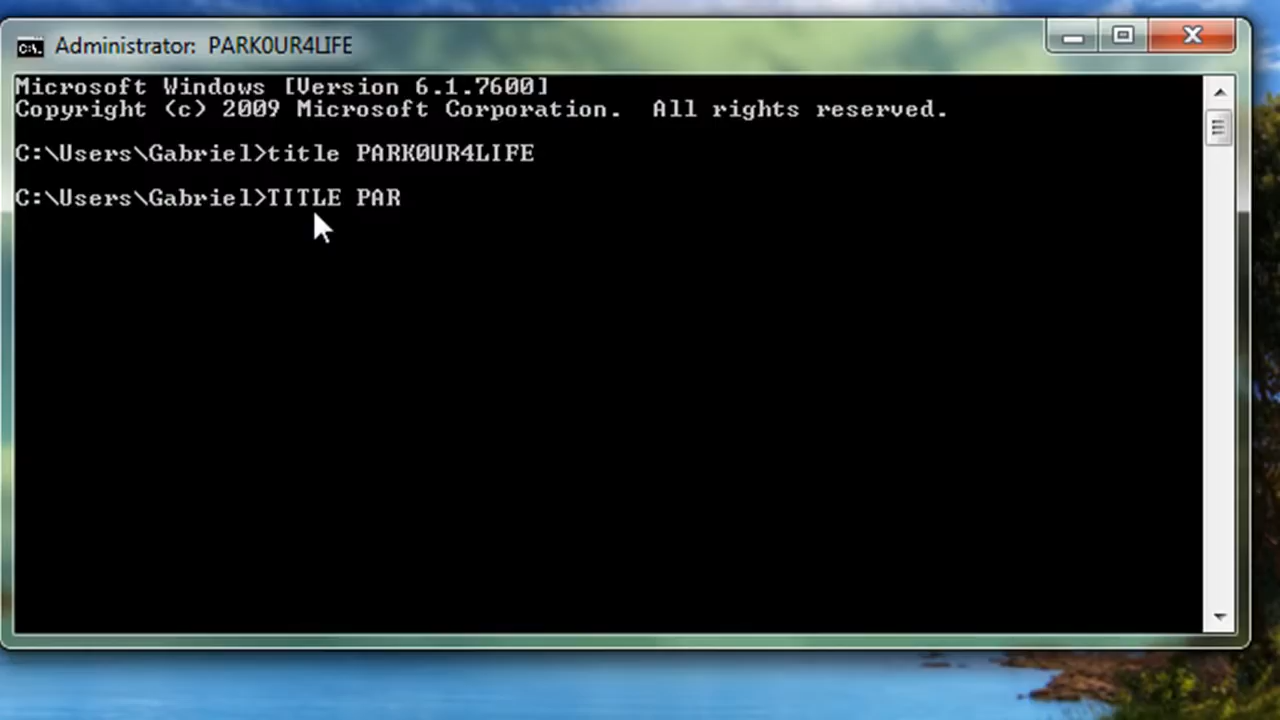 Administrator: PARK0UR4LIFE
Microsoft Windows [Version 6.1.7600]
Copyright (c) 2009 Microsoft Corporation.  All rights reserved.
C:\Users\Gabriel>title PARK0UR4LIFE
C:\Users\Gabriel>TITLE PAR